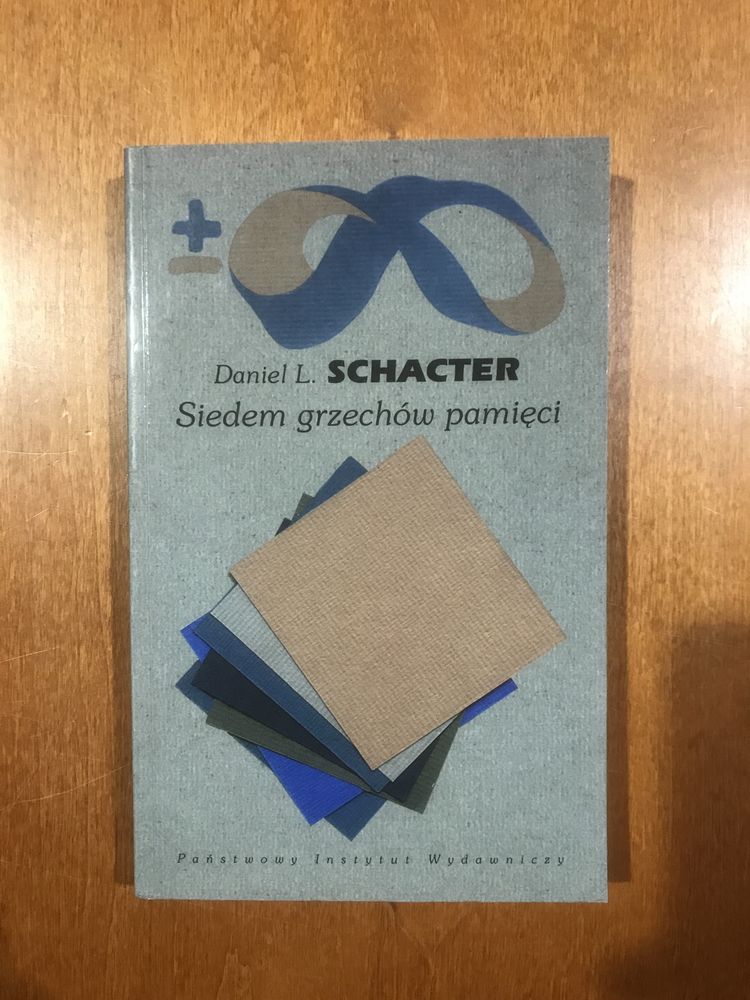 ±∞
Daniel L. SCHACTER
Siedem grzechów pamięci
Państwowy Instytut Wydawniczy